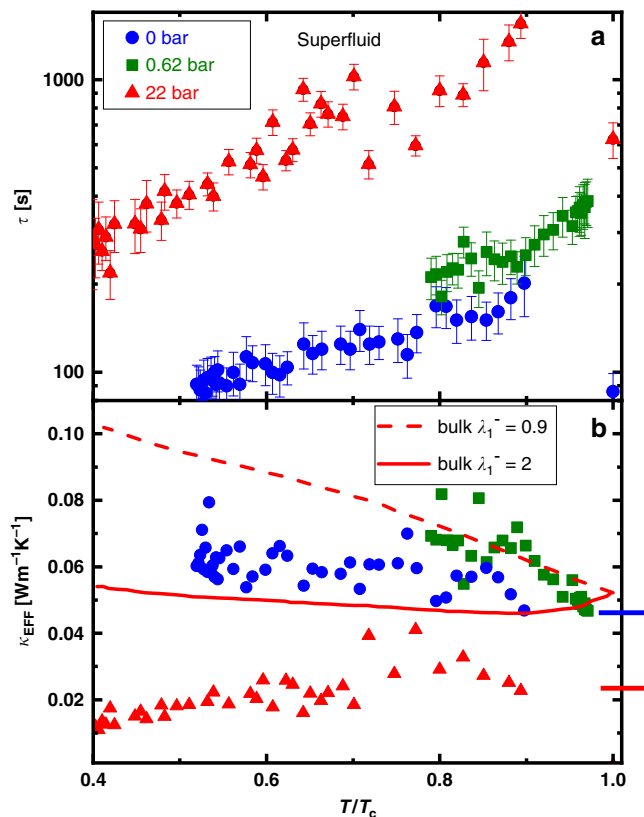 0 bar
0.62 bar
22 bar
Superfluid
a
1000
100
τ [s]
bulk λ₁⁻ = 0.9
bulk λ₁⁻ = 2
b
0.10
0.08
0.06
0.04
0.02
κEFF [Wm⁻¹K⁻¹]
0.4 0.6 0.8 1.0
T/Tc